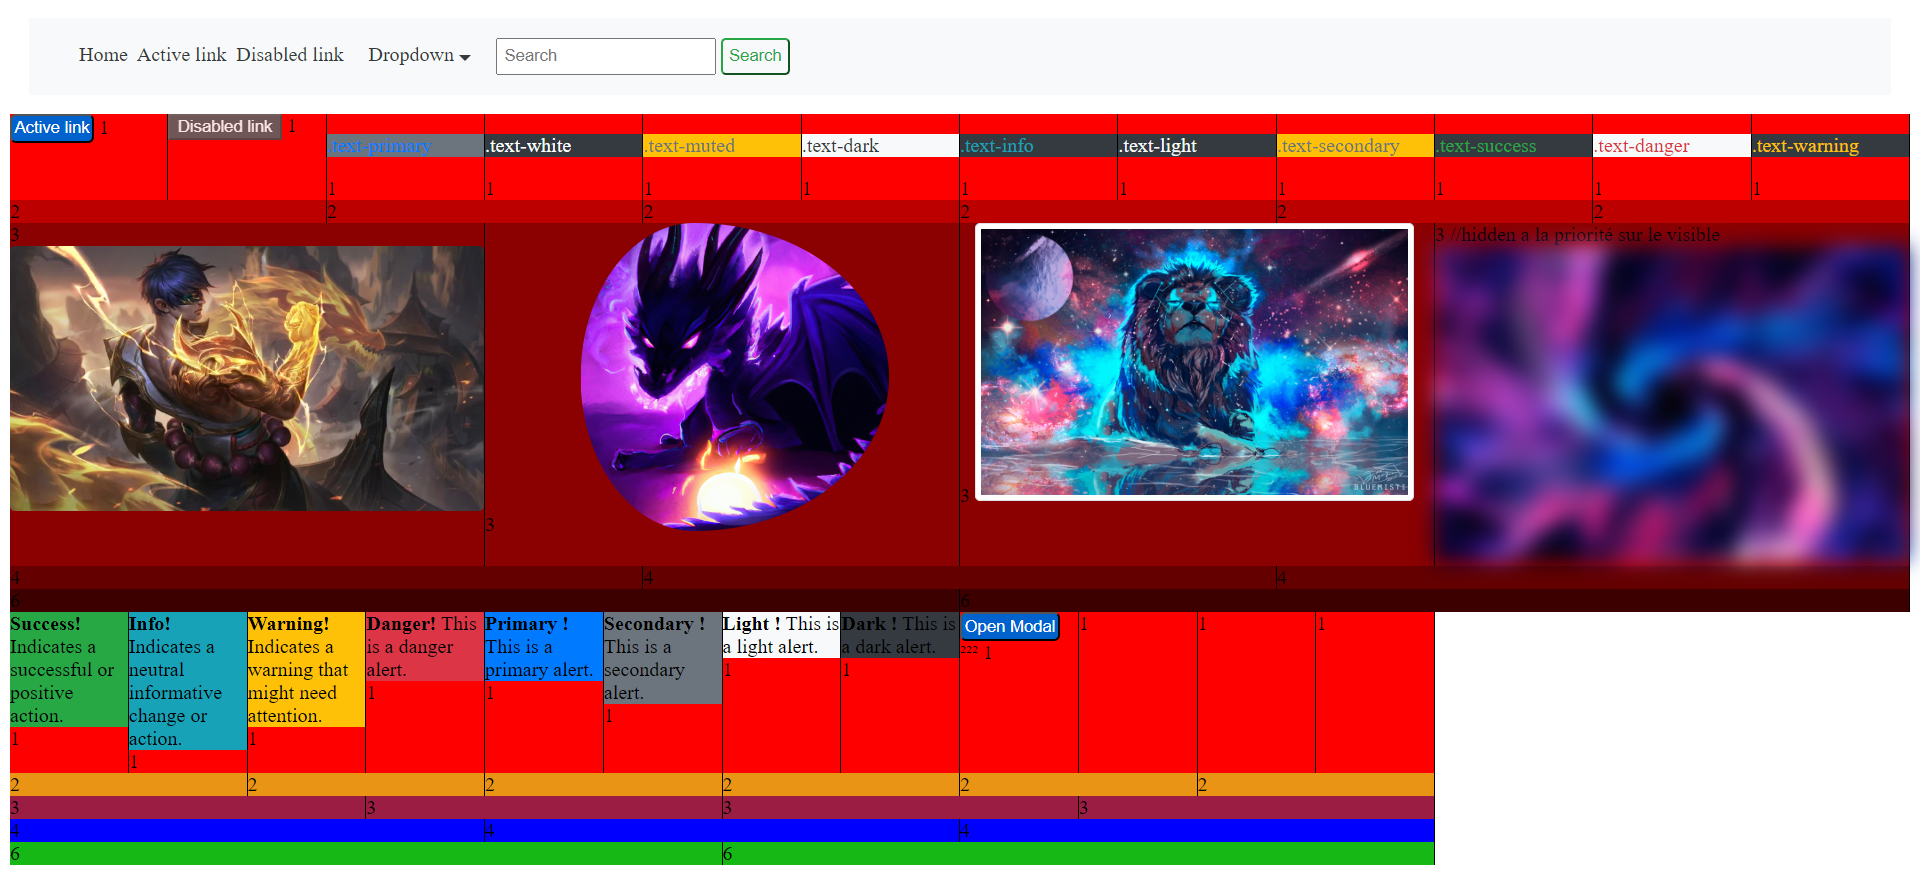 Home Active link Disabled link Dropdown Search Search
Active link 1 Disabled link 1
.text-primary .text-white .text-muted .text-dark .text-info .text-light .text-secondary .text-success .text-danger .text-warning
1 1 1 1 1 1 1 1 1 1
2 2 2 2 2 2
3 3 //hidden a la priorité sur le visible
BLUEMISTI
3
3
4 4 4
6 6
Success! Indicates a successful or positive action.
1
Info! Indicates a neutral informative change or action.
1
Warning! Indicates a warning that might need attention.
1
Danger! This is a danger alert.
1
Primary ! This is a primary alert.
1
Secondary ! This is a secondary alert.
1
Light ! This is a light alert.
1
Dark ! This is a dark alert.
1
Open Modal
222 1
1 1 1
2 2 2 2 2 2
3 3 3 3
4 4 4
6 6